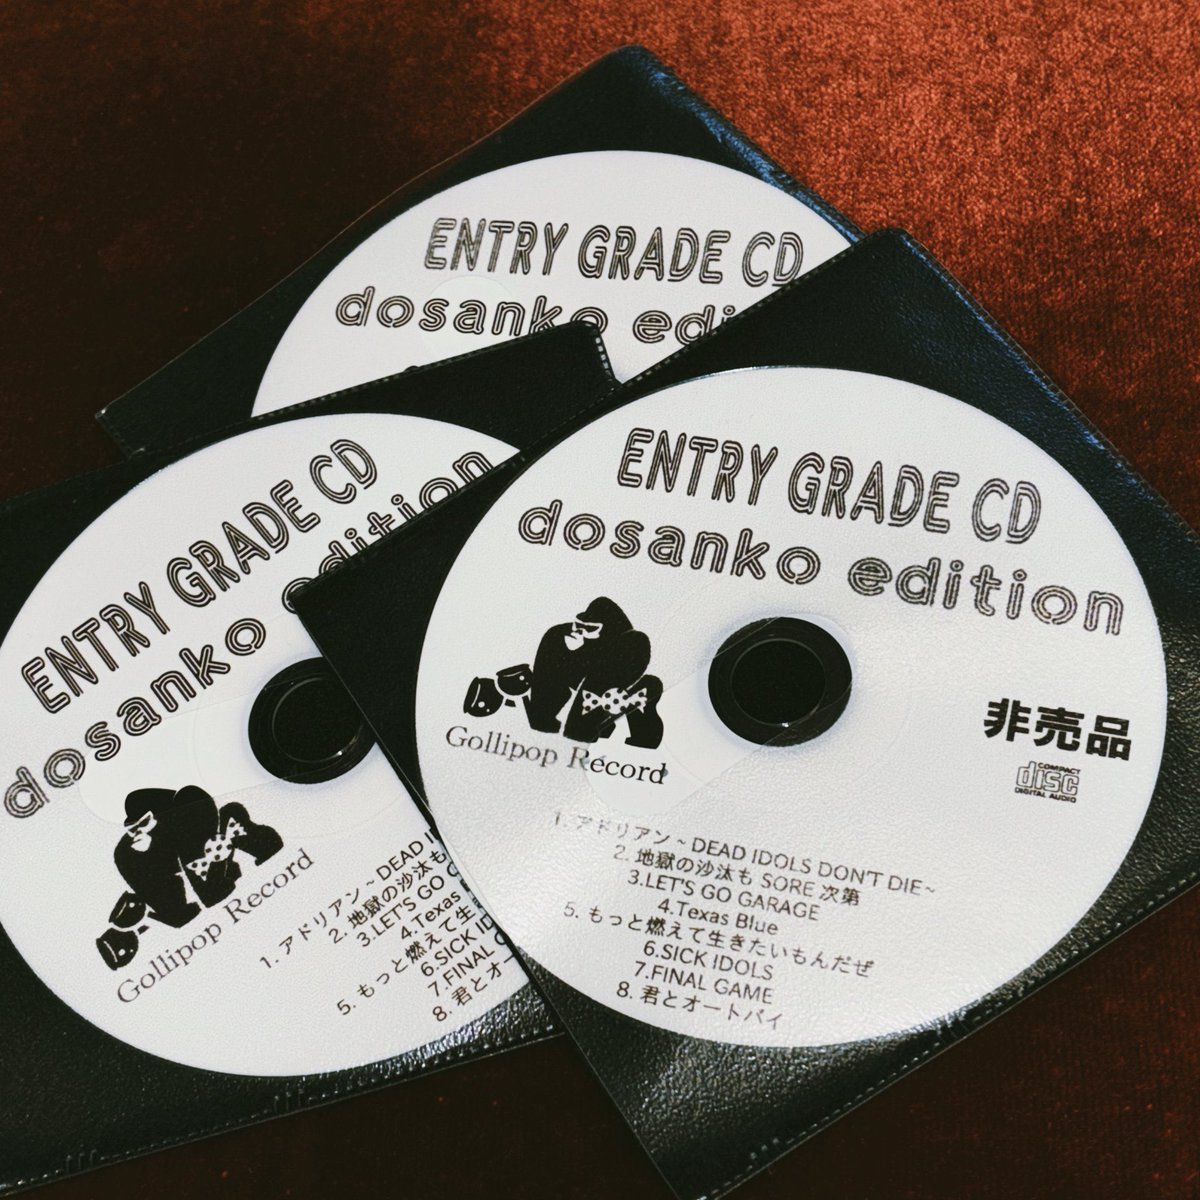 ENTRY GRADE CD
dosanko edition
ENTRY GRADE CD
dosanko edition
Gollipop Record
1. アドリアン ~ DEAD ID
2. 地獄の沙汰も
3.LET'S GO
4.Texas
5. もっと燃えて生
6.SICK ID
7.FINAL
8. 君とオー
ENTRY GRADE CD
dosanko edition
Gollipop Record
非売品
COMPACT
disc
DIGITAL AUDIO
1. アドリアン ~ DEAD IDOLS DON'T DIE~
2. 地獄の沙汰も SORE 次第
3.LET'S GO GARAGE
4.Texas Blue
5. もっと燃えて生きたいもんだぜ
6.SICK IDOLS
7.FINAL GAME
8. 君とオートバイ